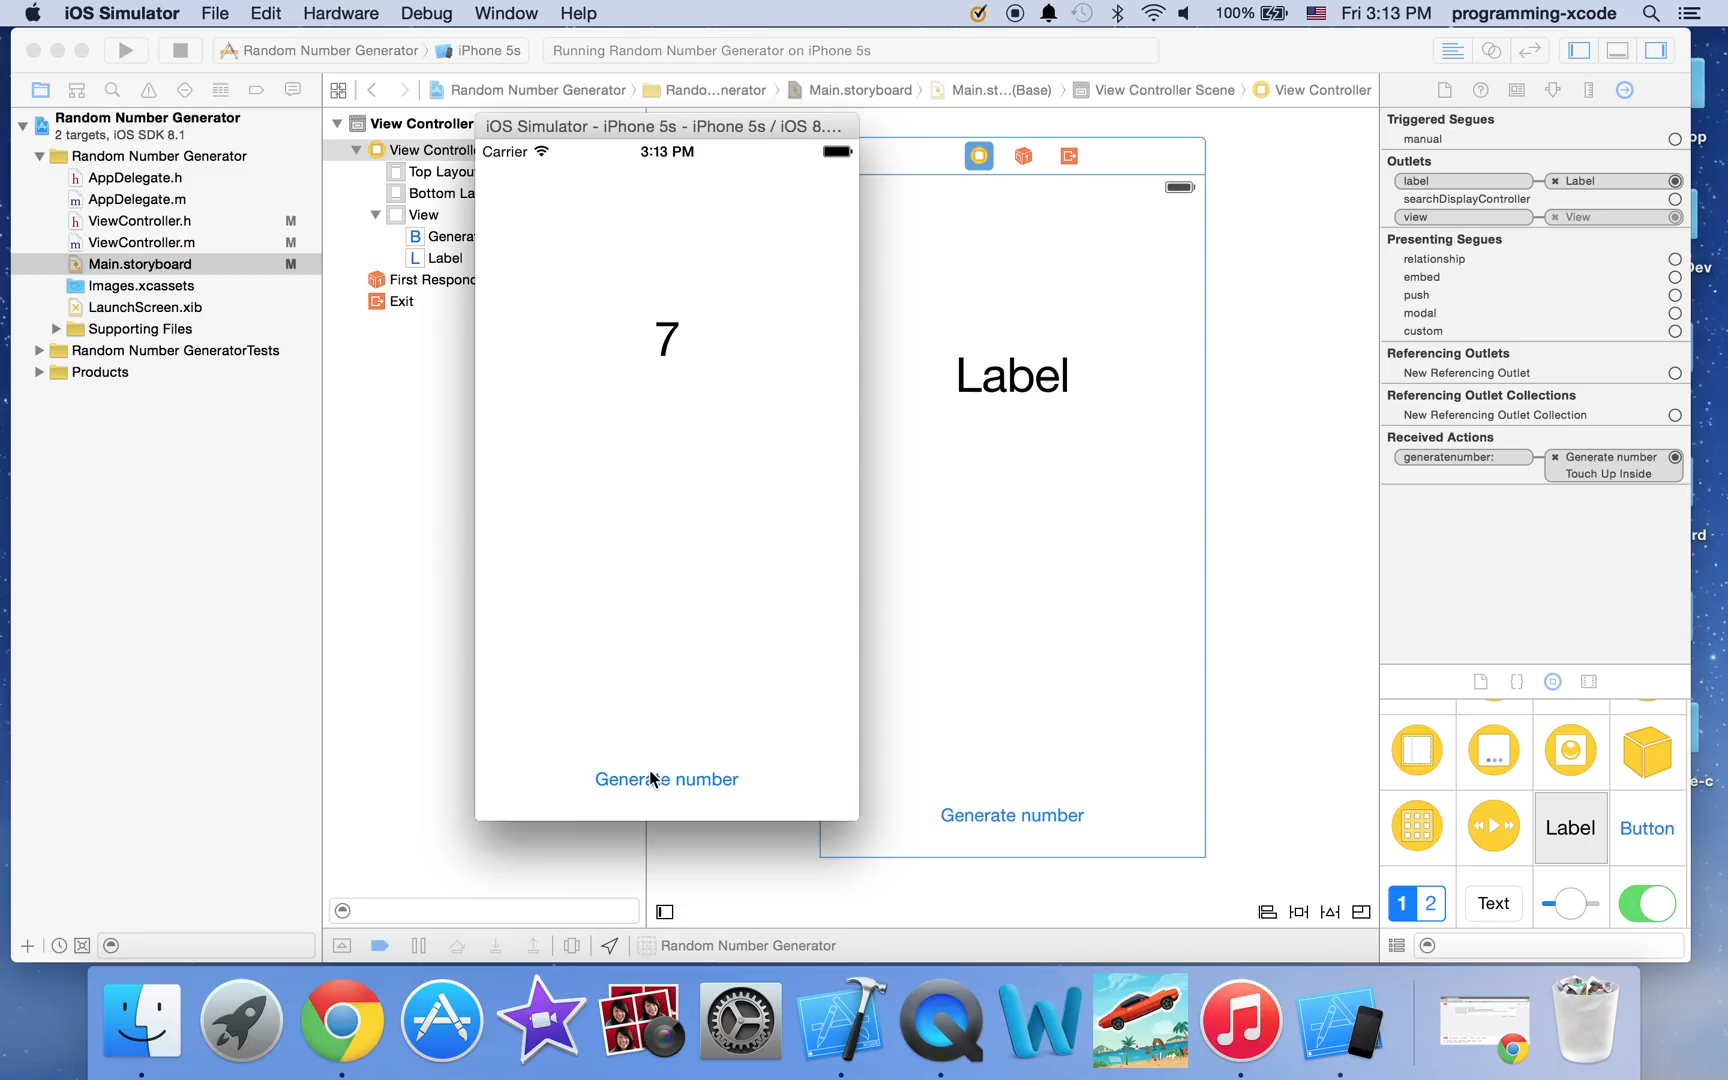 iOS Simulator File Edit Hardware Debug Window Help 100% Fri 3:13 PM programming-xcode
Random Number Generator iPhone 5s Running Random Number Generator on iPhone 5s
Random Number Generator
2 targets, iOS SDK 8.1
Random Number Generator
AppDelegate.h
AppDelegate.m
ViewController.h M
ViewController.m M
Main.storyboard M
Images.xcassets
LaunchScreen.xib
Supporting Files
Random Number GeneratorTests
Products
Random Number Generator Rando...nerator Main.storyboard Main.st...(Base) View Controller Scene View Controller
View Controller
View Controlle
Top Layou
Bottom La
View
B Genera
L Label
First Respond
Exit
iOS Simulator - iPhone 5s - iPhone 5s / iOS 8....
Carrier 3:13 PM
7
Generate number
Label
Generate number
Triggered Segues
manual
Outlets
label Label
searchDisplayController
view View
Presenting Segues
relationship
embed
push
modal
custom
Referencing Outlets
New Referencing Outlet
Referencing Outlet Collections
New Referencing Outlet Collection
Received Actions
generatenumber: Generate number
Touch Up Inside
Label Button
1 2 Text
Random Number Generator
op
Dev
rd
e-c